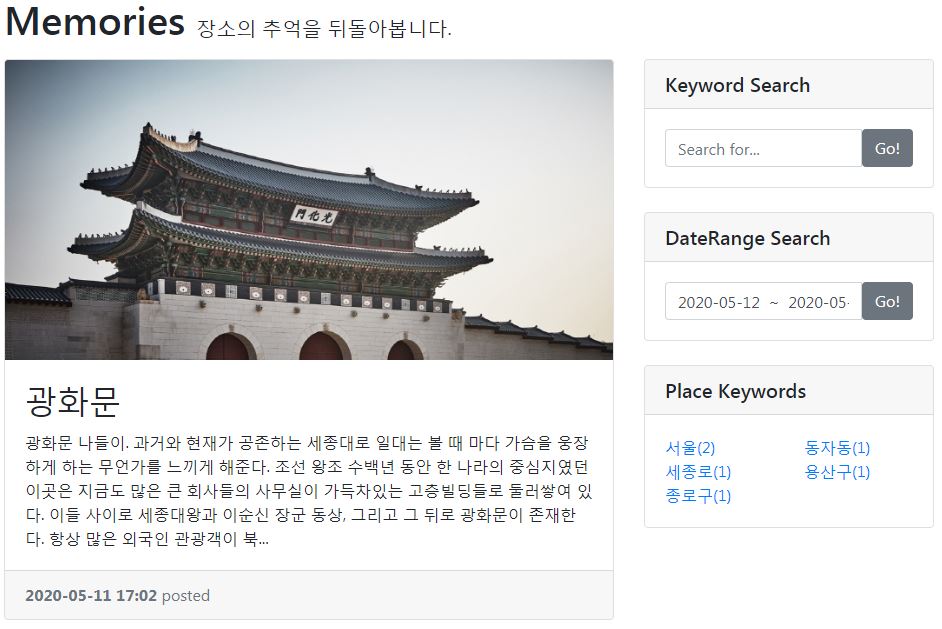 Memories 장소의 추억을 뒤돌아봅니다.
門化光
광화문
광화문 나들이. 과거와 현재가 공존하는 세종대로 일대는 볼 때 마다 가슴을 웅장
하게 하는 무언가를 느끼게 해준다. 조선 왕조 수백년 동안 한 나라의 중심지였던
이곳은 지금도 많은 큰 회사들의 사무실이 가득차있는 고층빌딩들로 둘러쌓여 있
다. 이들 사이로 세종대왕과 이순신 장군 동상, 그리고 그 뒤로 광화문이 존재한
다. 항상 많은 외국인 관광객이 북...
2020-05-11 17:02 posted
Keyword Search
Search for... Go!
DateRange Search
2020-05-12 ~ 2020-05- Go!
Place Keywords
서울(2) 동자동(1)
세종로(1) 용산구(1)
종로구(1)